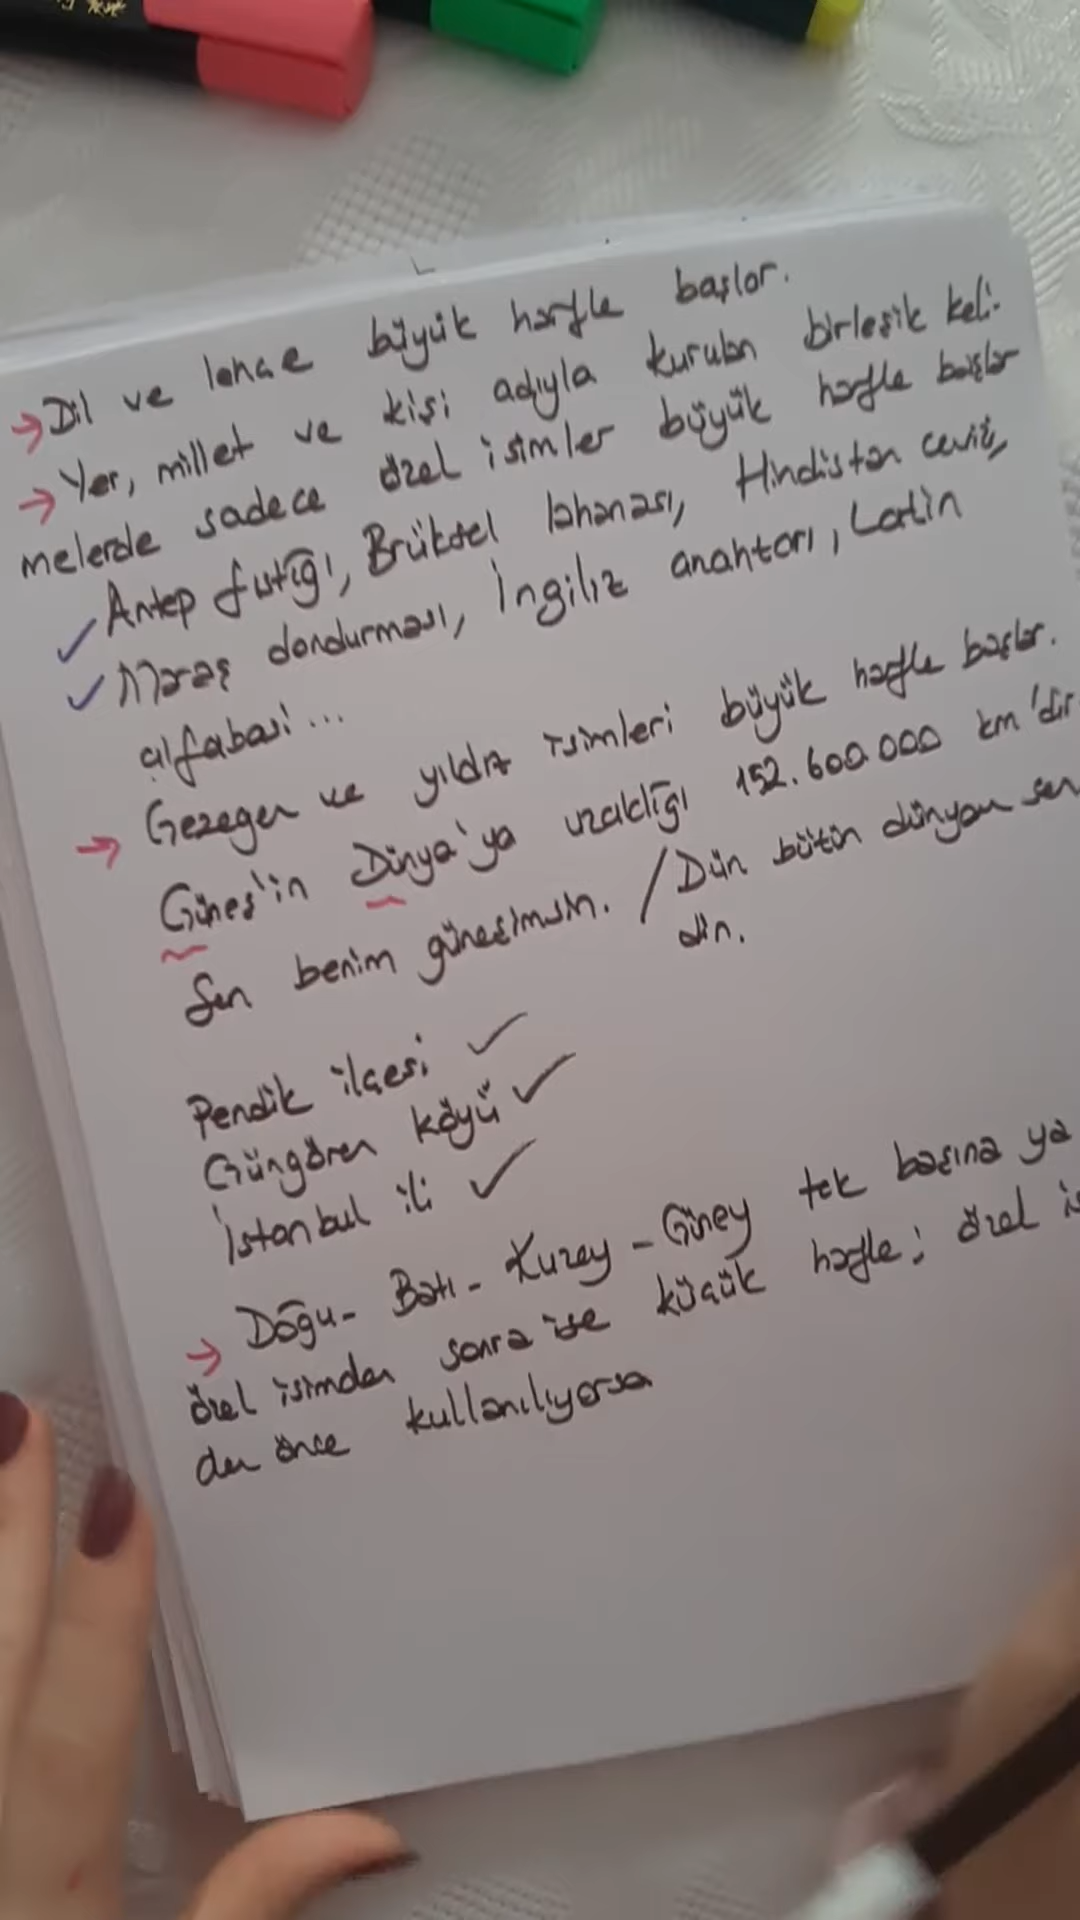 → Dil ve lehçe büyük harfle başlar.
→ Yer, millet ve kişi adıyla kurulan birleşik keli-
melerde sadece özel isimler büyük harfle başlar
✓ Antep fıstığı, Brüksel lahanası, Hindistan cevizi,
✓ Maraş dondurması, İngiliz anahtarı, Latin
alfabesi...
→ Gezegen ve yıldız isimleri büyük harfle başlar.
Güneş'in Dünya'ya uzaklığı 152.600.000 km'dir
Sen benim güneşimsin. / Dün bütün dünyam sen
din.
Pendik ilçesi ✓
Güngören köyü ✓
İstanbul ili ✓
→ Doğu - Batı - Kuzey - Güney tek başına ya
özel isimden sonra ise küçük harfle; özel is
den önce kullanılıyorsa